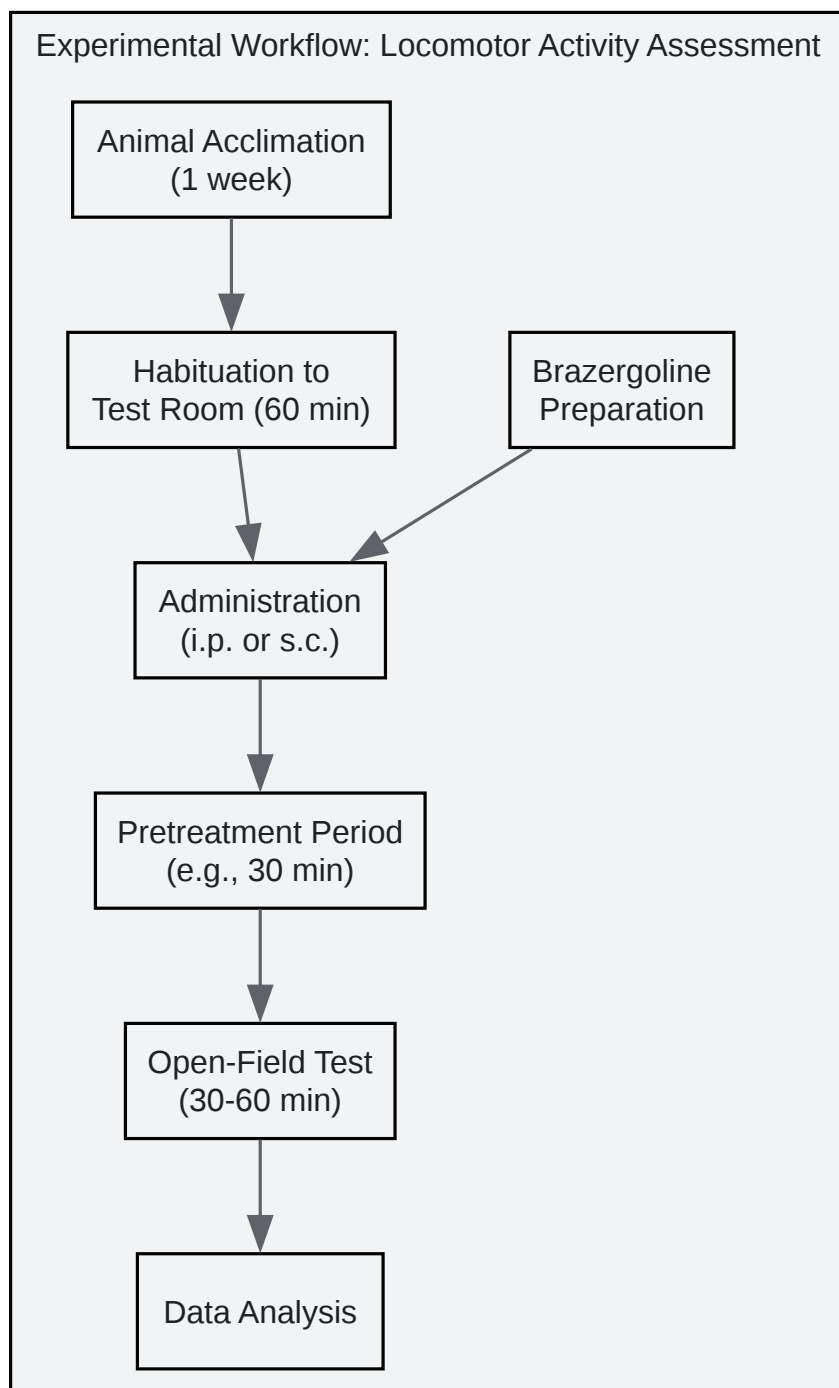 Experimental Workflow: Locomotor Activity Assessment
Animal Acclimation
(1 week)
Habituation to
Test Room (60 min)
Brazergoline
Preparation
Administration
(i.p. or s.c.)
Pretreatment Period
(e.g., 30 min)
Open-Field Test
(30-60 min)
Data Analysis